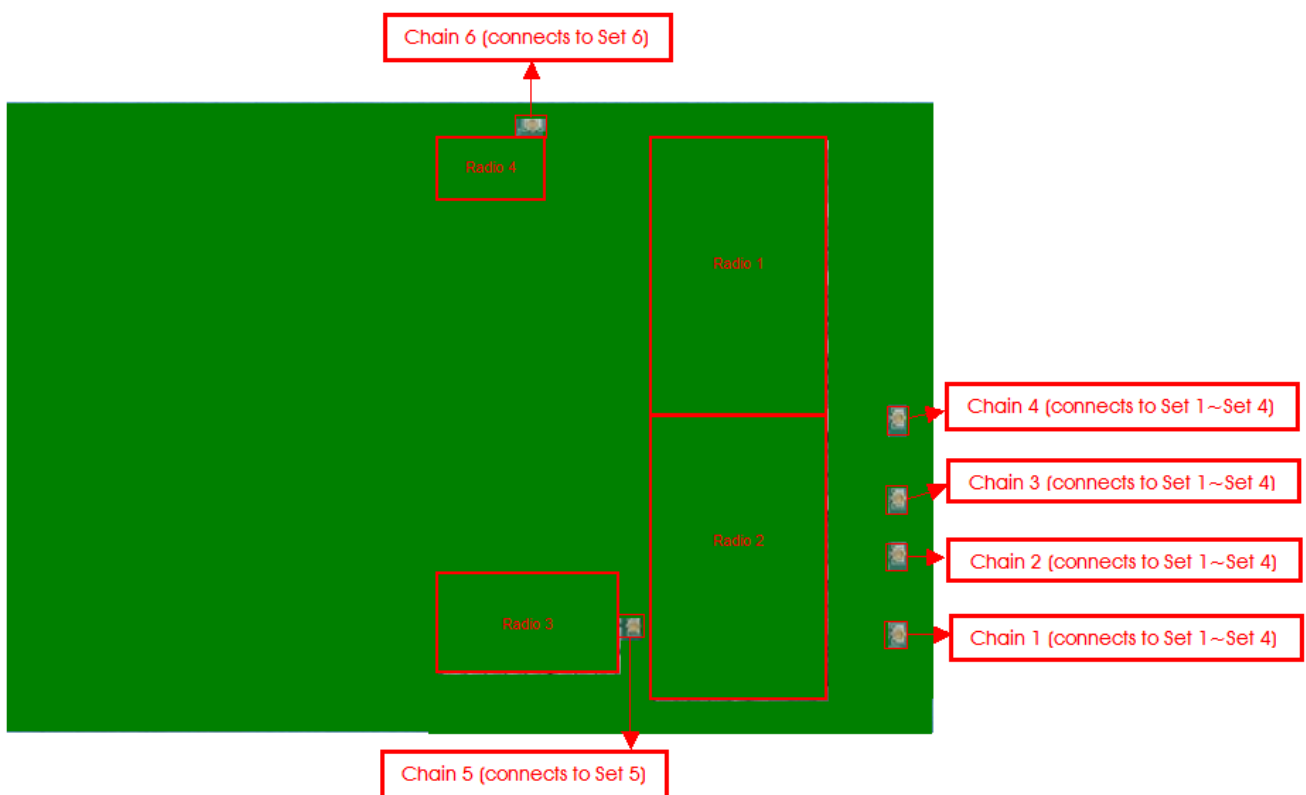 Chain 6 (connects to Set 6)
Radio 4
Radio 1
Chain 4 (connects to Set 1~Set 4)
Chain 3 (connects to Set 1~Set 4)
Radio 2
Chain 2 (connects to Set 1~Set 4)
Radio 3
Chain 1 (connects to Set 1~Set 4)
Chain 5 (connects to Set 5)